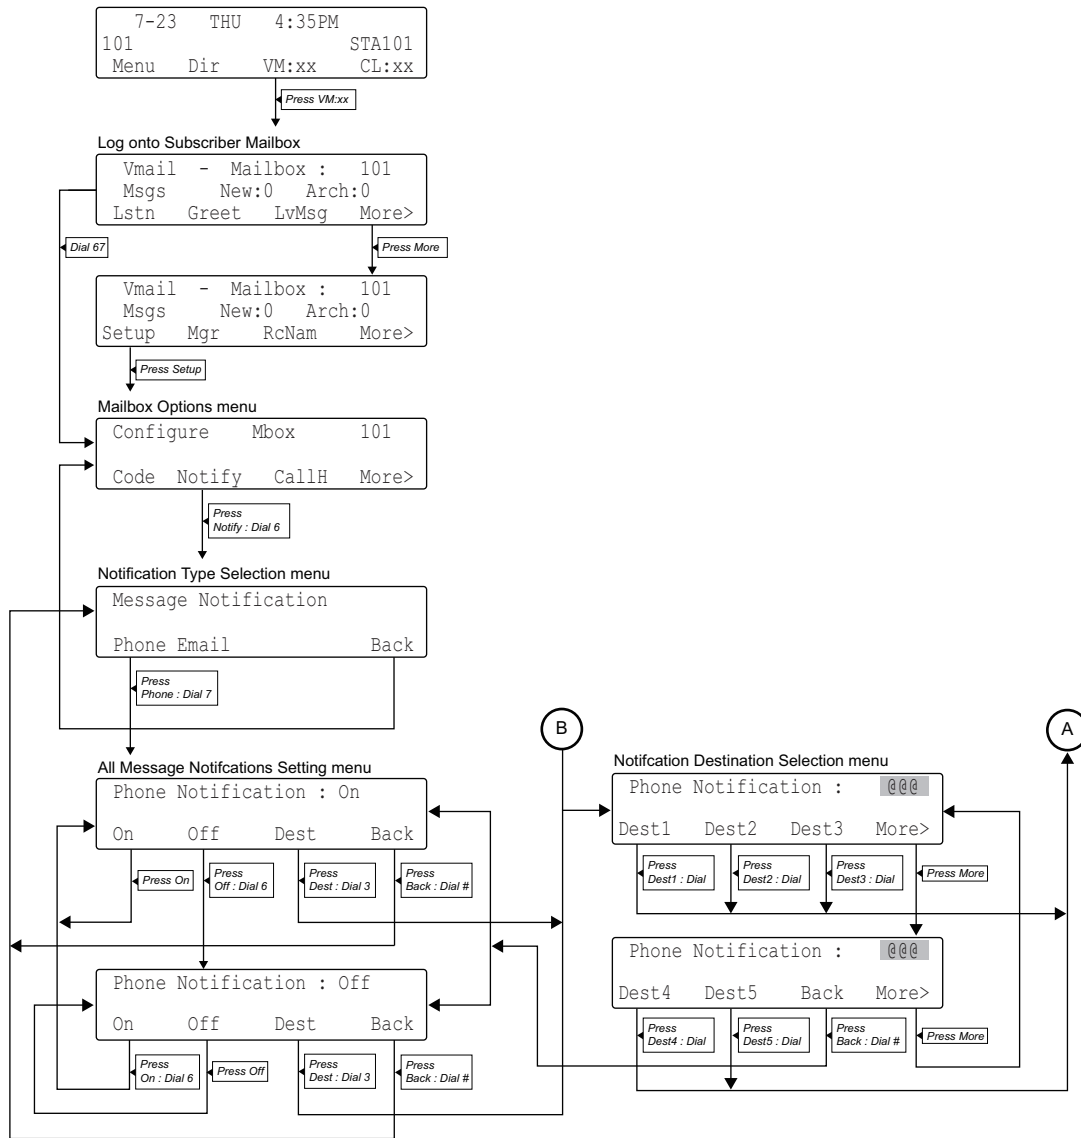 7-23 THU 4:35PM
101 STA101
Menu Dir VM:xx CL:xx
Press VM:xx
Log onto Subscriber Mailbox
Vmail - Mailbox : 101
Msgs New:0 Arch:0
Lstn Greet LvMsg More>
Dial 67
Press More
Vmail - Mailbox : 101
Msgs New:0 Arch:0
Setup Mgr RcNam More>
Press Setup
Mailbox Options menu
Configure Mbox 101
Code Notify CallH More>
Press
Notify : Dial 6
Notification Type Selection menu
Message Notification
Phone Email Back
Press
Phone : Dial 7
B
A
All Message Notifcations Setting menu
Phone Notification : On
On Off Dest Back
Press On
Press
Off : Dial 6
Press
Dest : Dial 3
Press
Back : Dial #
Phone Notification : Off
On Off Dest Back
Press
On : Dial 6
Press Off
Press
Dest : Dial 3
Press
Back : Dial #
Notifcation Destination Selection menu
Phone Notification : @@@
Dest1 Dest2 Dest3 More>
Press
Dest1 : Dial
Press
Dest2 : Dial
Press
Dest3 : Dial
Press More
Phone Notification : @@@
Dest4 Dest5 Back More>
Press
Dest4 : Dial
Press
Dest5 : Dial
Press
Back : Dial #
Press More